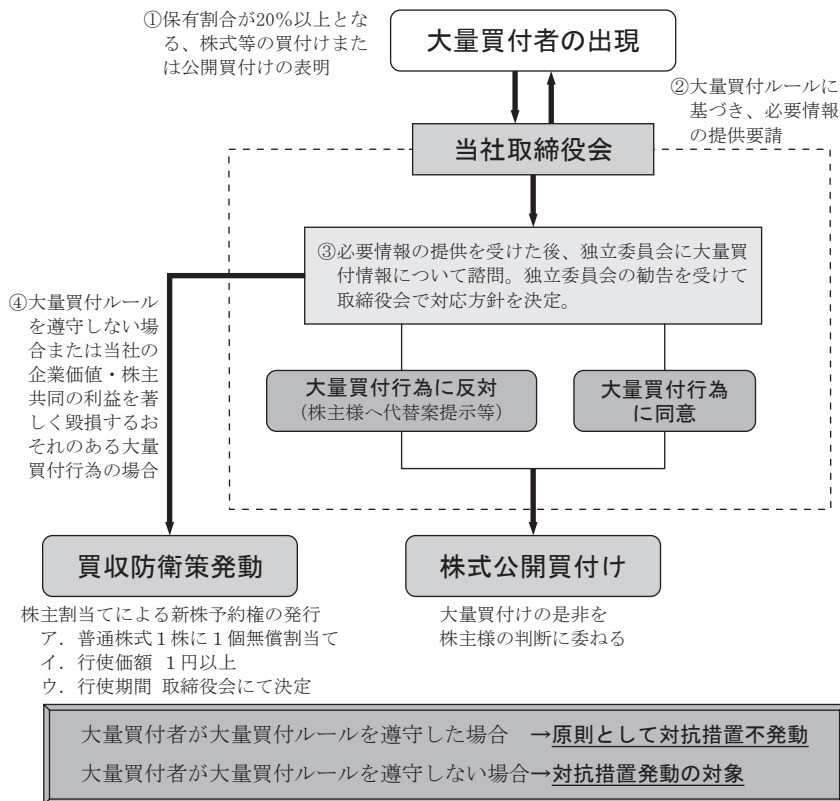 ①保有割合が20％以上とな
る、株式等の買付けまた
は公開買付けの表明
大量買付者の出現
②大量買付ルールに
基づき、必要情報
の提供要請
当社取締役会
③必要情報の提供を受けた後、独立委員会に大量買
付情報について諮問。独立委員会の勧告を受けて
取締役会で対応方針を決定。
④大量買付ルール
を遵守しない場
合または当社の
企業価値・株主
共同の利益を著
しく毀損するお
それのある大量
買付行為の場合
大量買付行為に反対
（株主様へ代替案提示等）
大量買付行為
に同意
買収防衛策発動
株主割当てによる新株予約権の発行
ア．普通株式１株に１個無償割当て
イ．行使価額 １円以上
ウ．行使期間 取締役会にて決定
株式公開買付け
大量買付けの是非を
株主様の判断に委ねる
大量買付者が大量買付ルールを遵守した場合　→原則として対抗措置不発動
大量買付者が大量買付ルールを遵守しない場合→対抗措置発動の対象